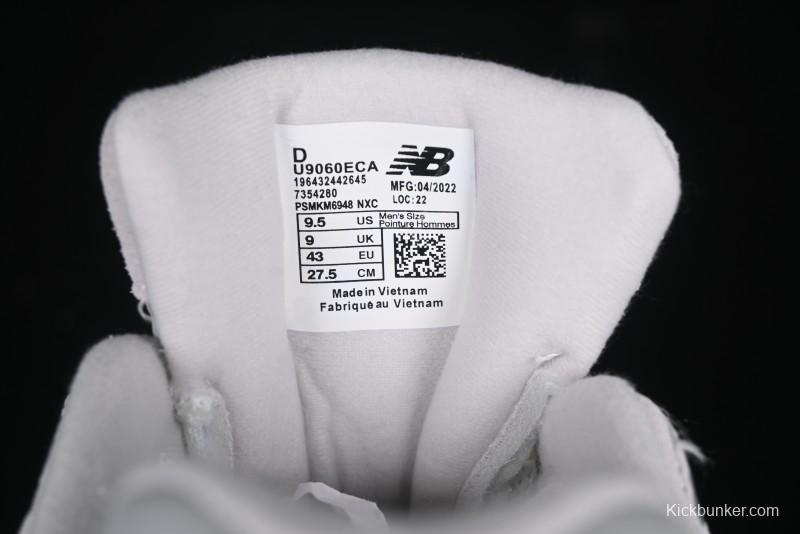 D
U9060ECA
NB
196432442645
MFG:04/2022
7354280
LOC:22
PSMKM6948 NXC
9.5 US Men's Size
Pointure Hommes
9 UK
43 EU
27.5 CM
Made in Vietnam
Fabriqué au Vietnam
Kickbunker.com